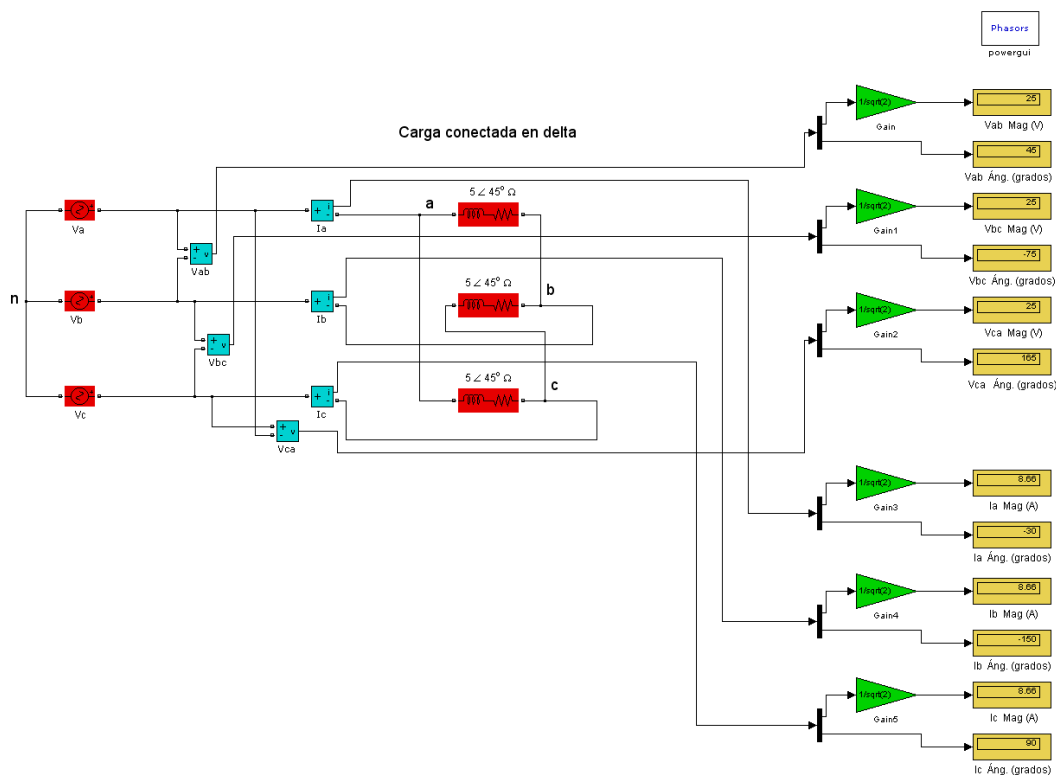 Phasors
powergui
Carga conectada en delta
1/sqrt(2)
Gain
25
Vab Mag (V)
45
Vab Áng. (grados)
1/sqrt(2)
Gain1
25
Vbc Mag (V)
-75
Vbc Áng. (grados)
1/sqrt(2)
Gain2
25
Vca Mag (V)
165
Vca Áng. (grados)
1/sqrt(2)
Gain3
8.66
Ia Mag (A)
-30
Ia Áng. (grados)
1/sqrt(2)
Gain4
8.66
Ib Mag (A)
-150
Ib Áng. (grados)
1/sqrt(2)
Gain5
8.66
Ic Mag (A)
90
Ic Áng. (grados)
n
Va
Vb
Vc
+ - v
Vab
+ - v
Vbc
+ - v
Vca
+ i -
Ia
+ i -
Ib
+ i -
Ic
5 ∠ 45° Ω
a
5 ∠ 45° Ω
b
5 ∠ 45° Ω
c